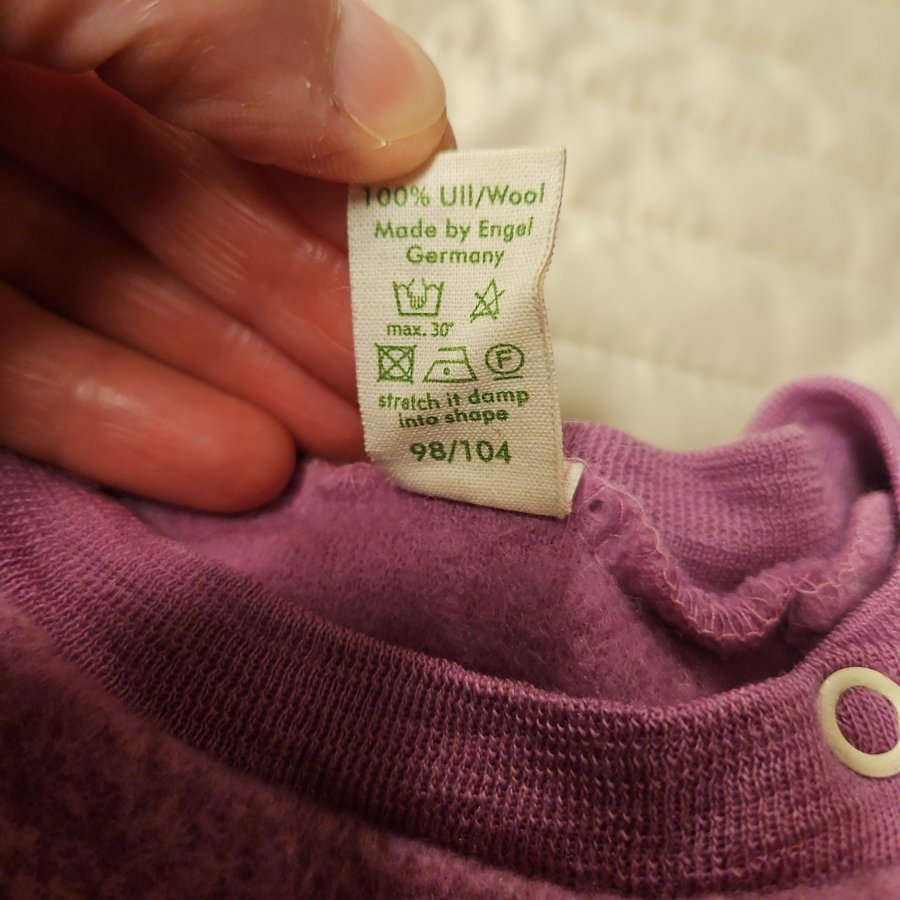 100% Ull/Wool
Made by Engel
Germany
max. 30°
F
stretch it damp
into shape
98/104